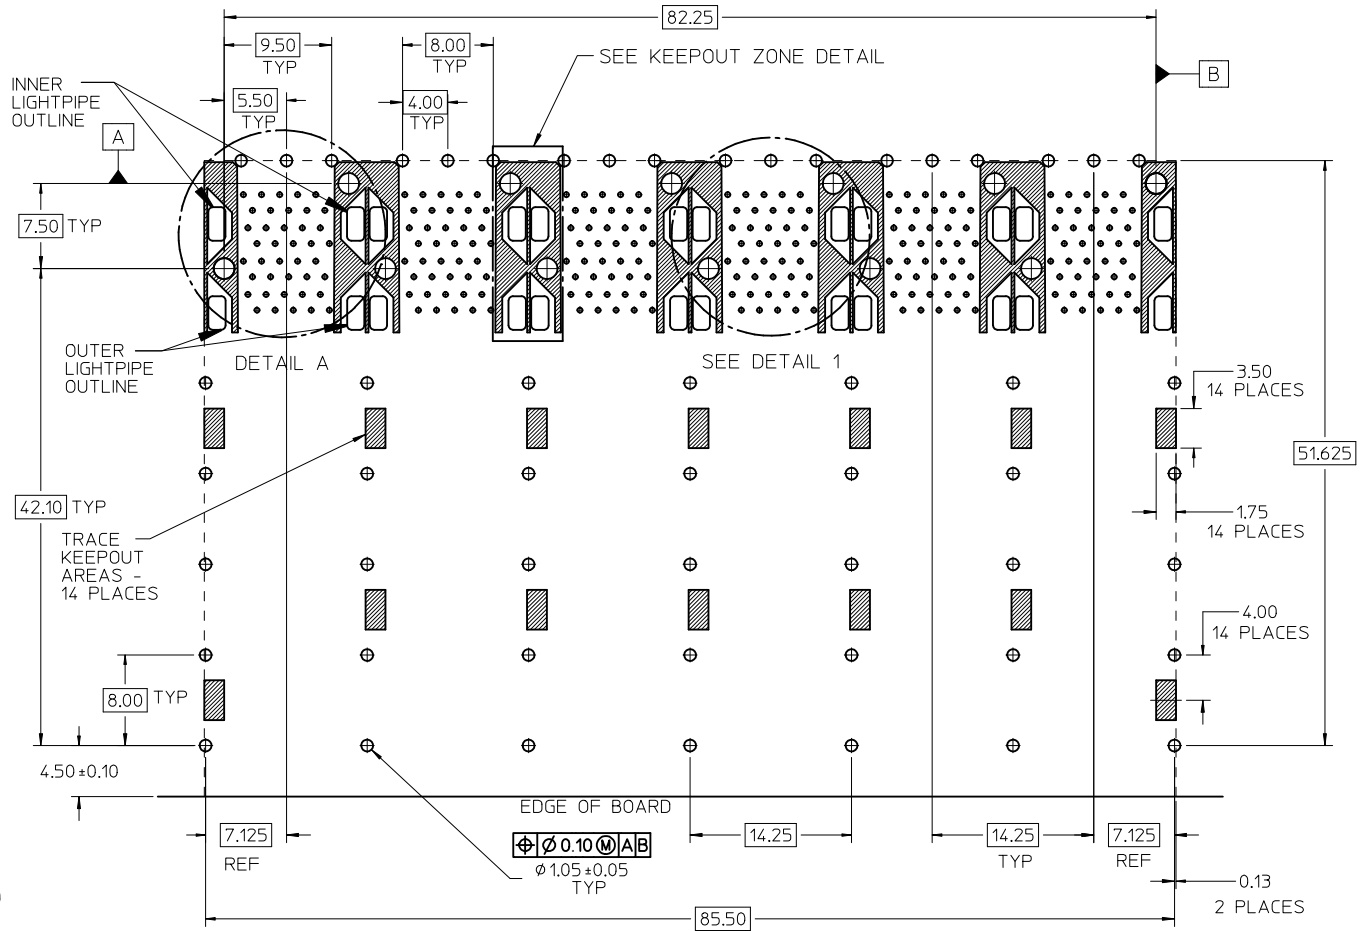 82.25
9.50
TYP
8.00
TYP
SEE KEEPOUT ZONE DETAIL
B
INNER
LIGHTPIPE
OUTLINE
5.50
TYP
4.00
TYP
A
7.50 TYP
OUTER
LIGHTPIPE
OUTLINE
DETAIL A
SEE DETAIL 1
3.50
14 PLACES
51.625
42.10 TYP
1.75
14 PLACES
TRACE
KEEPOUT
AREAS -
14 PLACES
4.00
14 PLACES
8.00 TYP
4.50±0.10
EDGE OF BOARD
7.125
REF
⌖ Ø 0.10 Ⓜ A B
Ø1.05±0.05
TYP
14.25
14.25
TYP
7.125
REF
0.13
2 PLACES
85.50